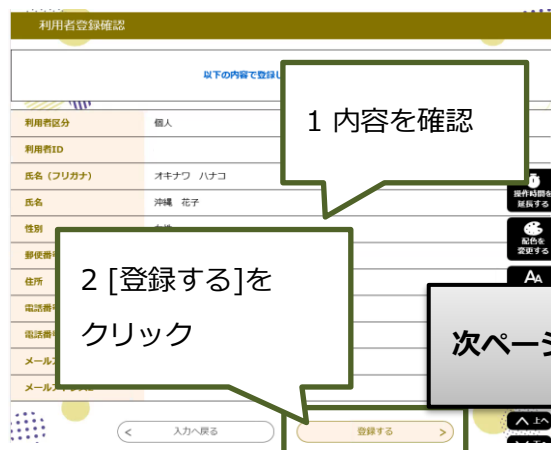 利用者登録確認
以下の内容で登録し
1 内容を確認
利用者区分 個人
利用者ID
氏名（フリガナ） オキナワ ハナコ
氏名 沖縄 花子
性別
郵便番
住所
電話番
電話番
メール
メール
2 [登録する]を
クリック
操作時間を
延長する
配色を
変更する
AA
次ページ
< 入力へ戻る
登録する >
上へ